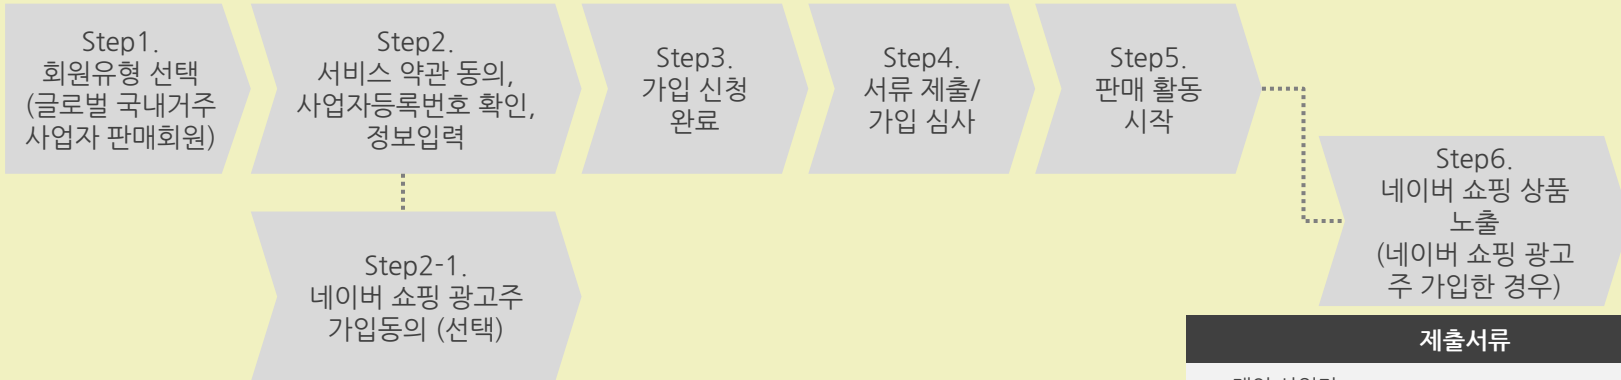 Step1.
회원유형 선택
(글로벌 국내거주
사업자 판매회원)
Step2.
서비스 약관 동의,
사업자등록번호 확인,
정보입력
Step3.
가입 신청
완료
Step4.
서류 제출/
가입 심사
Step5.
판매 활동
시작
Step6.
네이버 쇼핑 상품
노출
(네이버 쇼핑 광고
주 가입한 경우)
Step2-1.
네이버 쇼핑 광고주
가입동의 (선택)
제출서류